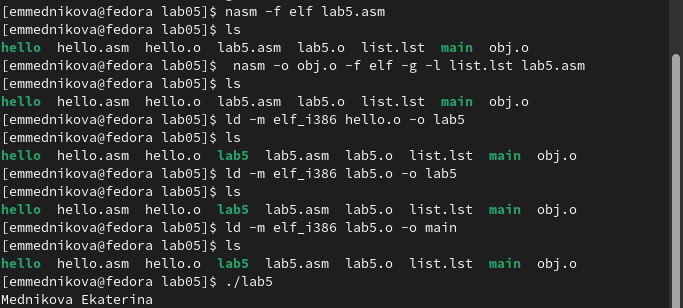 [emmednikova@fedora lab05]$ nasm -f elf lab5.asm
[emmednikova@fedora lab05]$ ls
hello hello.asm hello.o lab5.asm lab5.o list.lst main obj.o
[emmednikova@fedora lab05]$  nasm -o obj.o -f elf -g -l list.lst lab5.asm
[emmednikova@fedora lab05]$ ls
hello hello.asm hello.o lab5.asm lab5.o list.lst main obj.o
[emmednikova@fedora lab05]$ ld -m elf_i386 hello.o -o lab5
[emmednikova@fedora lab05]$ ls
hello hello.asm hello.o lab5 lab5.asm lab5.o list.lst main obj.o
[emmednikova@fedora lab05]$ ld -m elf_i386 lab5.o -o lab5
[emmednikova@fedora lab05]$ ls
hello hello.asm hello.o lab5 lab5.asm lab5.o list.lst main obj.o
[emmednikova@fedora lab05]$ ld -m elf_i386 lab5.o -o main
[emmednikova@fedora lab05]$ ls
hello hello.asm hello.o lab5 lab5.asm lab5.o list.lst main obj.o
[emmednikova@fedora lab05]$ ./lab5
Mednikova Ekaterina